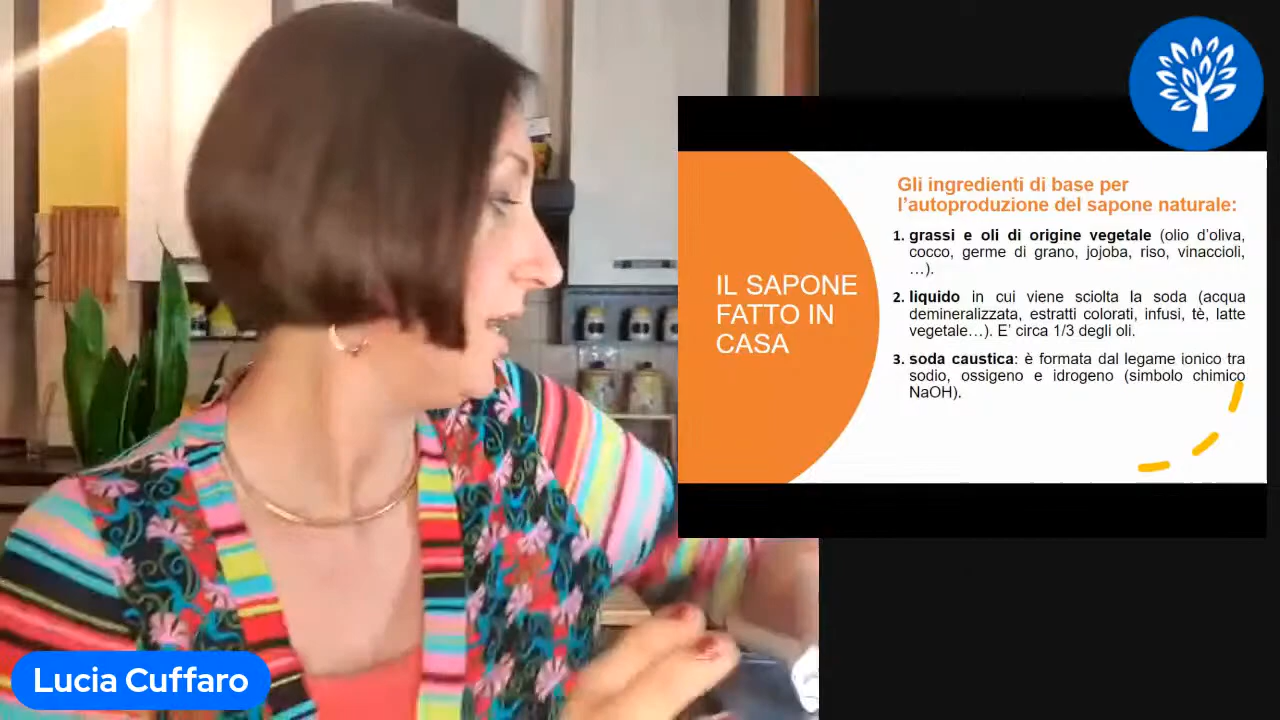 Gli ingredienti di base per
l'autoproduzione del sapone naturale:
1. grassi e oli di origine vegetale (olio d'oliva,
cocco, germe di grano, jojoba, riso, vinaccioli,
…).
2. liquido in cui viene sciolta la soda (acqua
demineralizzata, estratti colorati, infusi, tè, latte
vegetale…). E' circa 1/3 degli oli.
3. soda caustica: è formata dal legame ionico tra
sodio, ossigeno e idrogeno (simbolo chimico
NaOH).
IL SAPONE
FATTO IN
CASA
Lucia Cuffaro